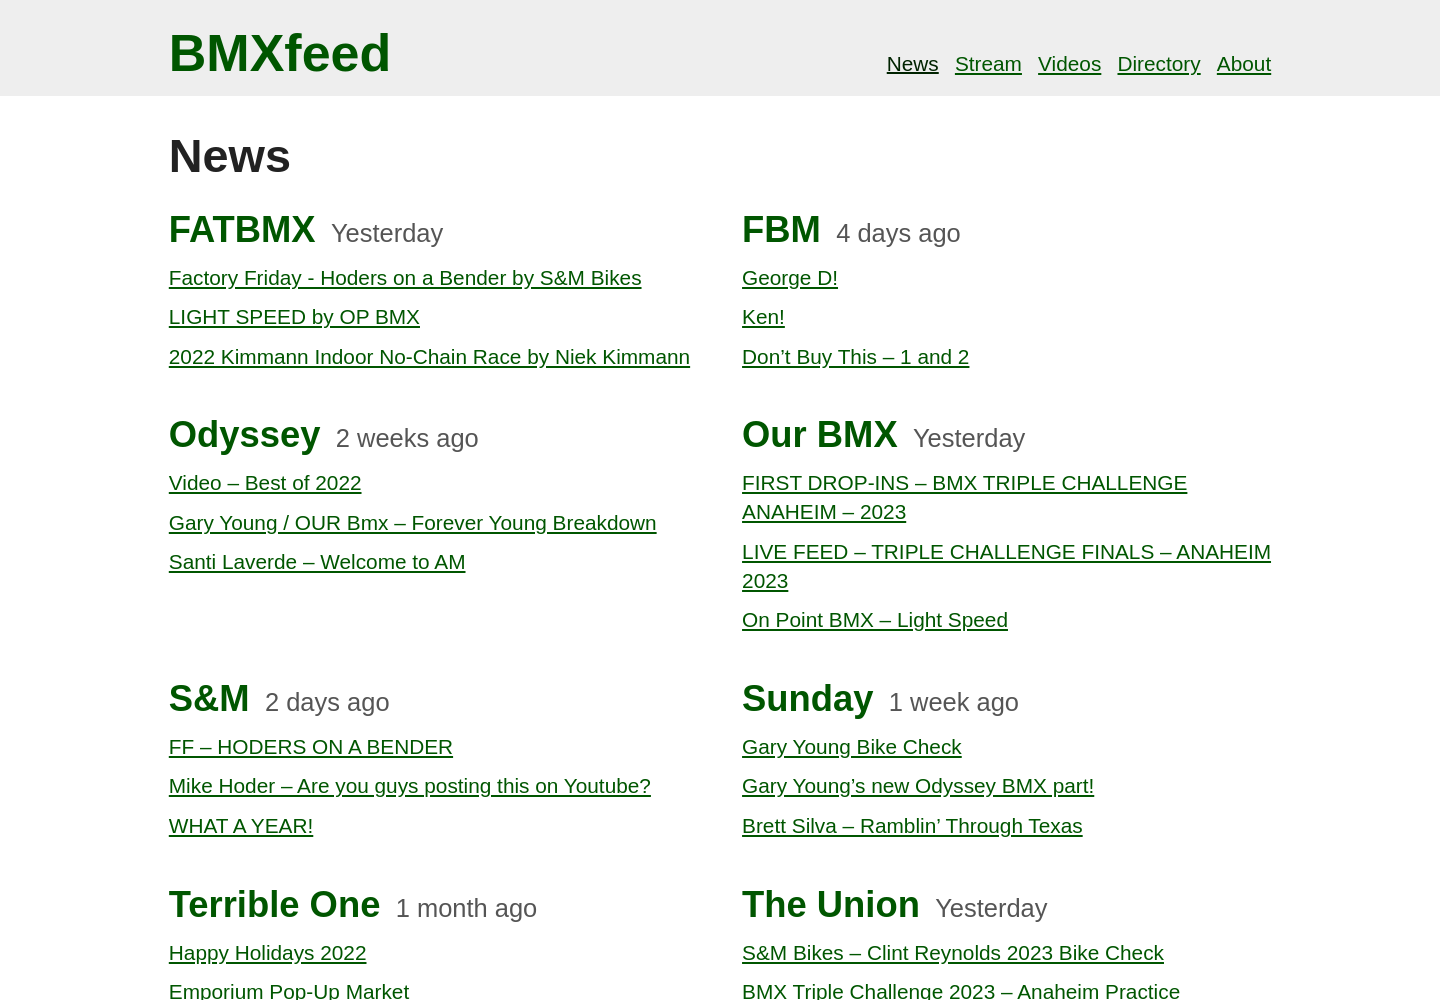 BMXfeed
News Stream Videos Directory About
News
FATBMX Yesterday
Factory Friday - Hoders on a Bender by S&M Bikes
LIGHT SPEED by OP BMX
2022 Kimmann Indoor No-Chain Race by Niek Kimmann
FBM 4 days ago
George D!
Ken!
Don’t Buy This – 1 and 2
Odyssey 2 weeks ago
Video – Best of 2022
Gary Young / OUR Bmx – Forever Young Breakdown
Santi Laverde – Welcome to AM
Our BMX Yesterday
FIRST DROP-INS – BMX TRIPLE CHALLENGE
ANAHEIM – 2023
LIVE FEED – TRIPLE CHALLENGE FINALS – ANAHEIM
2023
On Point BMX – Light Speed
S&M 2 days ago
FF – HODERS ON A BENDER
Mike Hoder – Are you guys posting this on Youtube?
WHAT A YEAR!
Sunday 1 week ago
Gary Young Bike Check
Gary Young’s new Odyssey BMX part!
Brett Silva – Ramblin’ Through Texas
Terrible One 1 month ago
Happy Holidays 2022
Emporium Pop-Up Market
The Union Yesterday
S&M Bikes – Clint Reynolds 2023 Bike Check
BMX Triple Challenge 2023 – Anaheim Practice